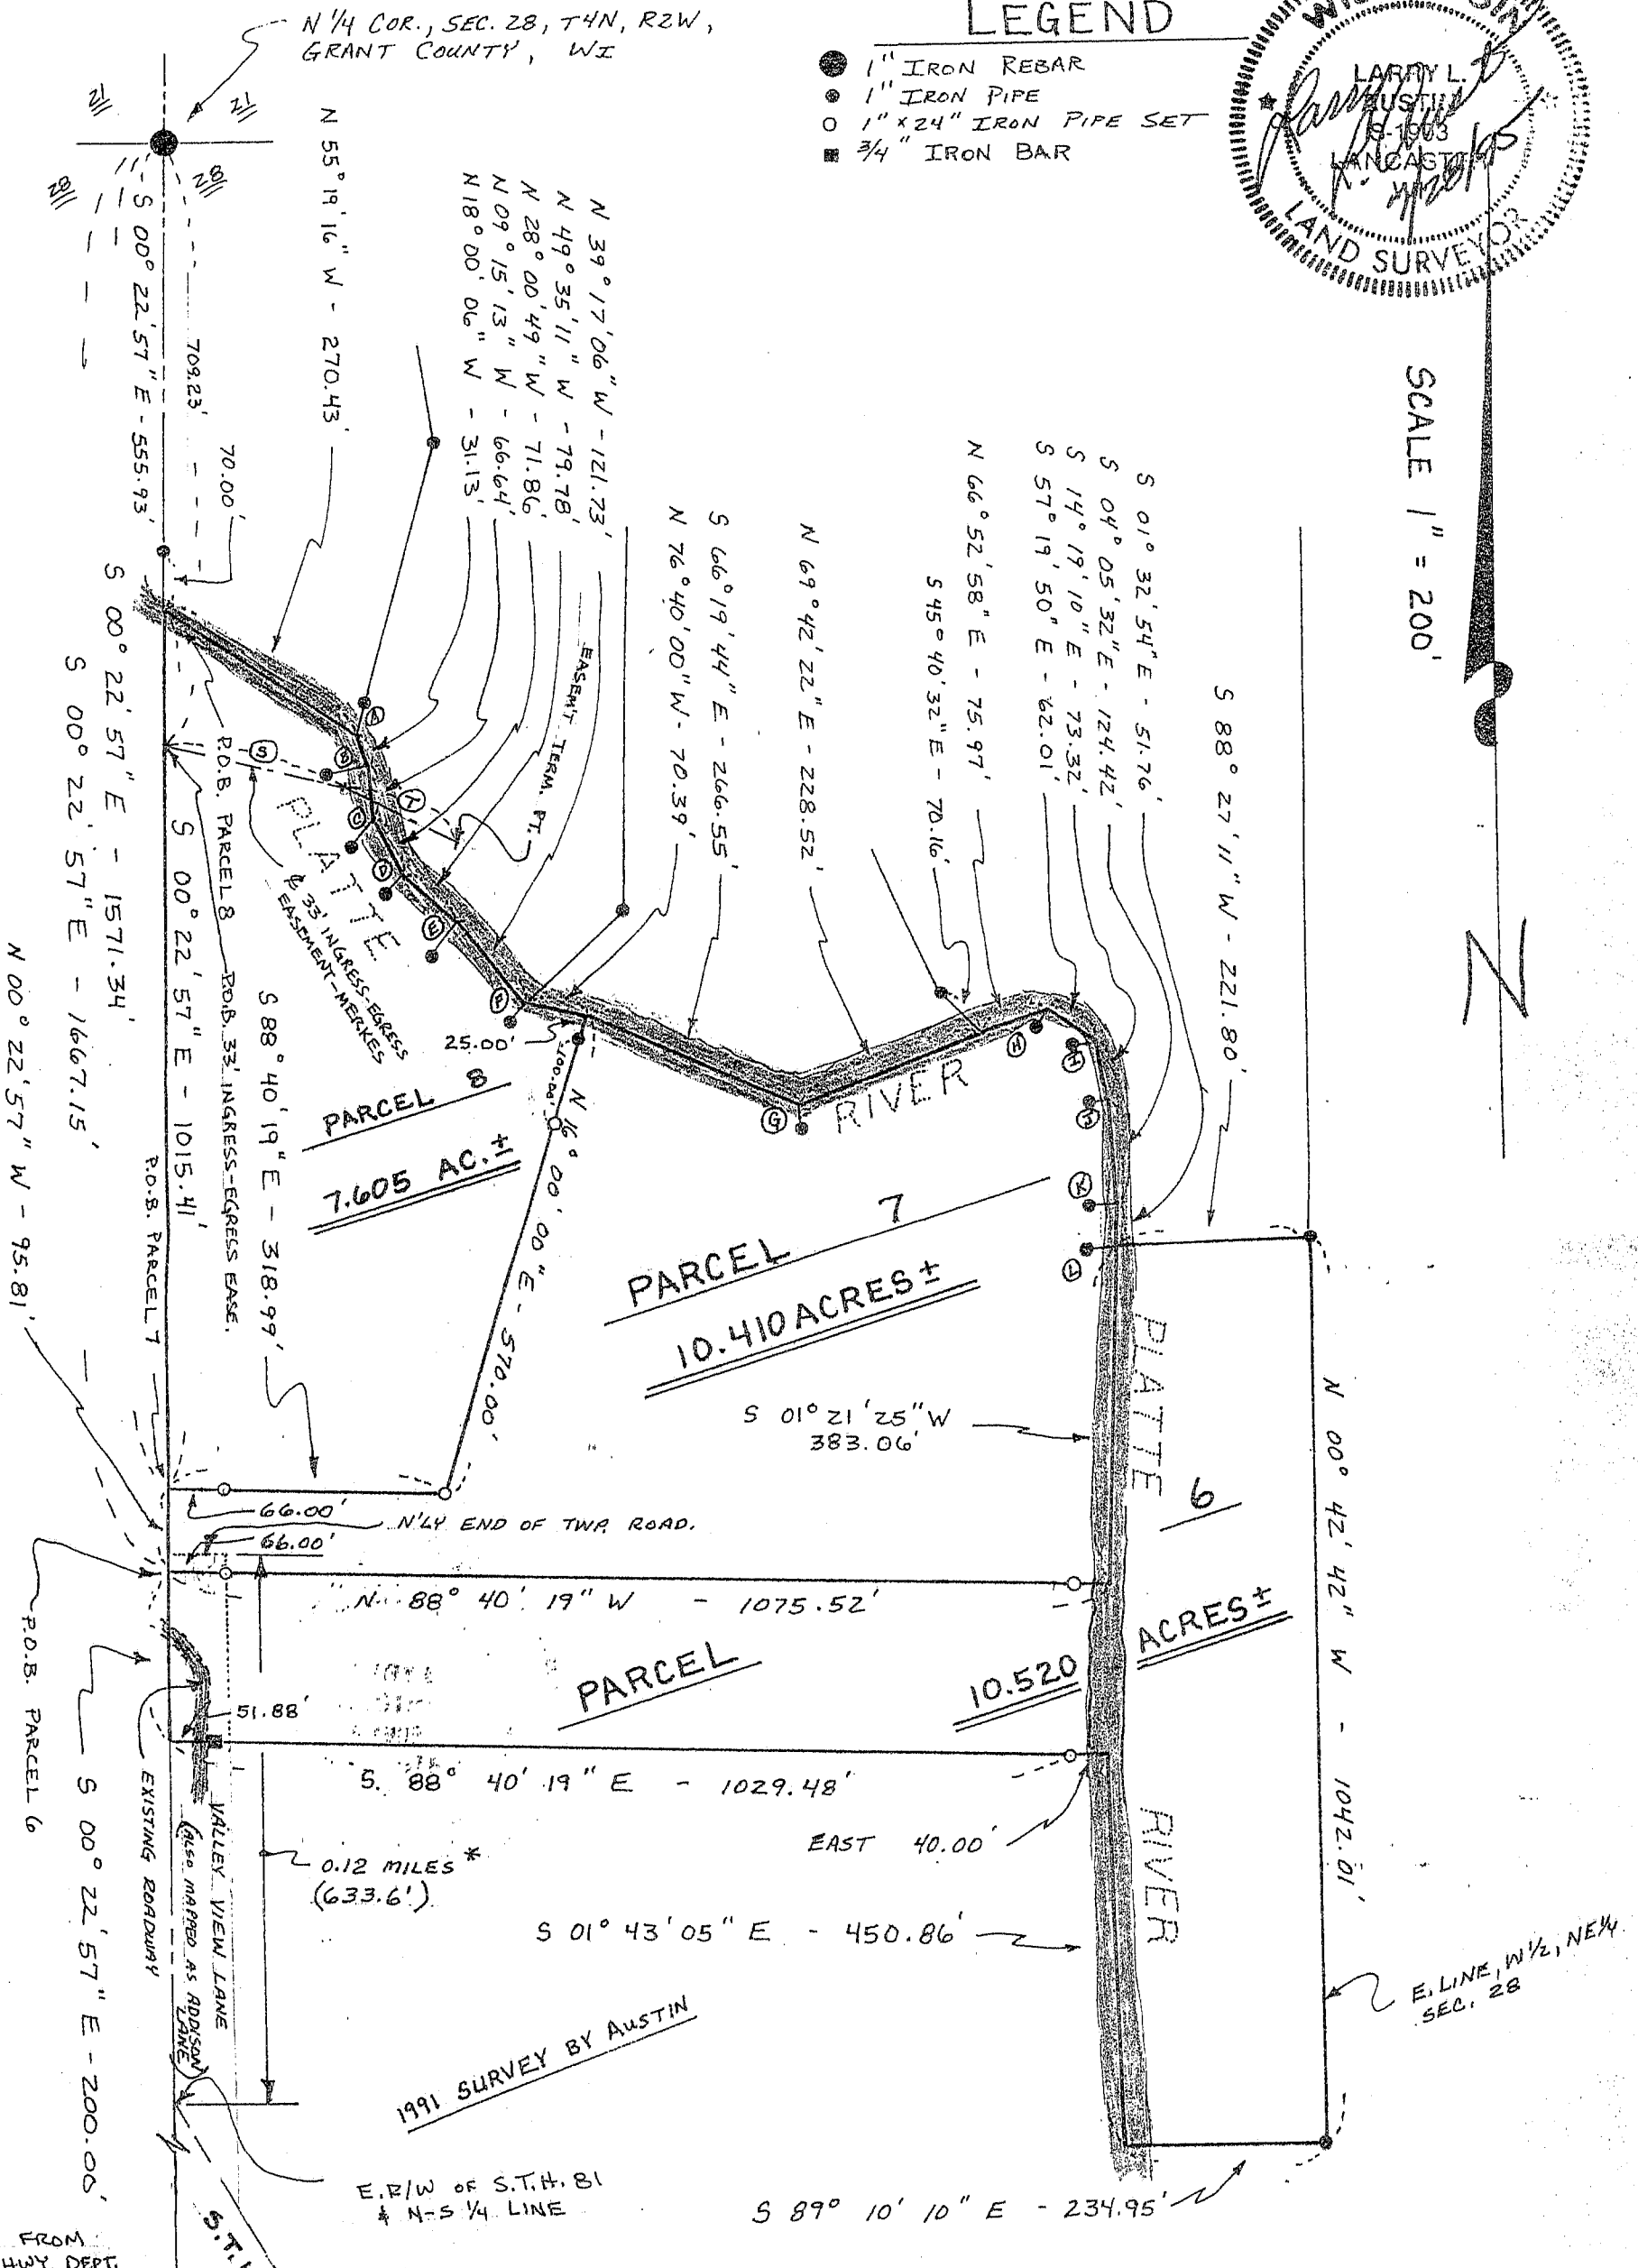 N 1/4 COR., SEC. 28, T4N, R2W,
GRANT COUNTY, WI
LEGEND
1" IRON REBAR
1" IRON PIPE
1" x 24" IRON PIPE SET
3/4" IRON BAR
LARRY L.
AUSTIN
S-1963
LAND SURVEYOR
SCALE 1" = 200'
N
21
21
28
28
S 00° 22' 57" E - 555.93'
709.23'
70.00'
N 55° 19' 16" W - 270.43'
N 18° 00' 06" W - 31.13'
N 09° 15' 13" W - 66.64'
N 28° 00' 49" W - 71.86'
N 49° 35' 11" W - 79.78'
N 39° 17' 06" W - 121.73'
EASEM'T TERM. PT.
N 76° 40' 00" W - 70.39'
S 66° 19' 44" E - 266.55'
N 69° 42' 22" E - 228.52'
S 45° 40' 32" E - 70.16'
N 66° 52' 58" E - 75.97'
S 57° 19' 50" E - 62.01'
S 14° 19' 10" E - 73.32'
S 04° 05' 32" E - 124.42'
S 01° 32' 54" E - 51.76'
S 88° 27' 11" W - 221.80'
A
B
C
D
E
F
G
H
I
J
K
L
S
T
PLATTE
RIVER
℄ 33' INGRESS-EGRESS
EASEMENT-MERKES
P.O.B. PARCEL 8
P.O.B. 33' INGRESS-EGRESS EASE.
S 00° 22' 57" E - 1015.41'
S 00° 22' 57" E - 1571.34'
S 00° 22' 57" E - 1667.15'
N 00° 22' 57" W - 95.81'
P.O.B. PARCEL 7
S 88° 40' 19" E - 318.99'
25.00'
100.00'
N 16° 00' 00" E - 570.00'
PARCEL 8
7.605 AC.±
PARCEL 7
10.410 ACRES±
S 01° 21' 25" W
383.06'
PLATTE
6
N 00° 42' 42" W - 1042.01'
66.00'
N'LY END OF TWP. ROAD.
66.00'
N 88° 40' 19" W - 1075.52'
PARCEL
10.520
ACRES±
51.88'
S 88° 40' 19" E - 1029.48'
EAST 40.00'
0.12 MILES *
(633.6')
S 01° 43' 05" E - 450.86'
RIVER
E. LINE, W1/2, NE1/4
SEC. 28
P.O.B. PARCEL 6
S 00° 22' 57" E - 200.00'
EXISTING ROADWAY
VALLEY VIEW LANE
(ALSO MAPPED AS ADDISON
LANE)
1991 SURVEY BY AUSTIN
E.R/W OF S.T.H. 81
& N-S 1/4 LINE
S 89° 10' 10" E - 234.95'
S.T.
FROM
HWY. DEPT.